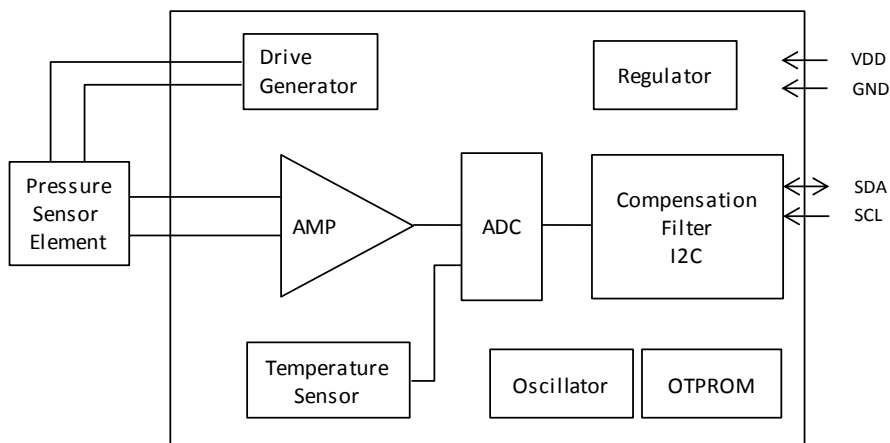 Drive
Generator
Regulator
VDD
GND
Pressure
Sensor
Element
AMP
ADC
Compensation
Filter
I2C
SDA
SCL
Temperature
Sensor
Oscillator
OTPROM